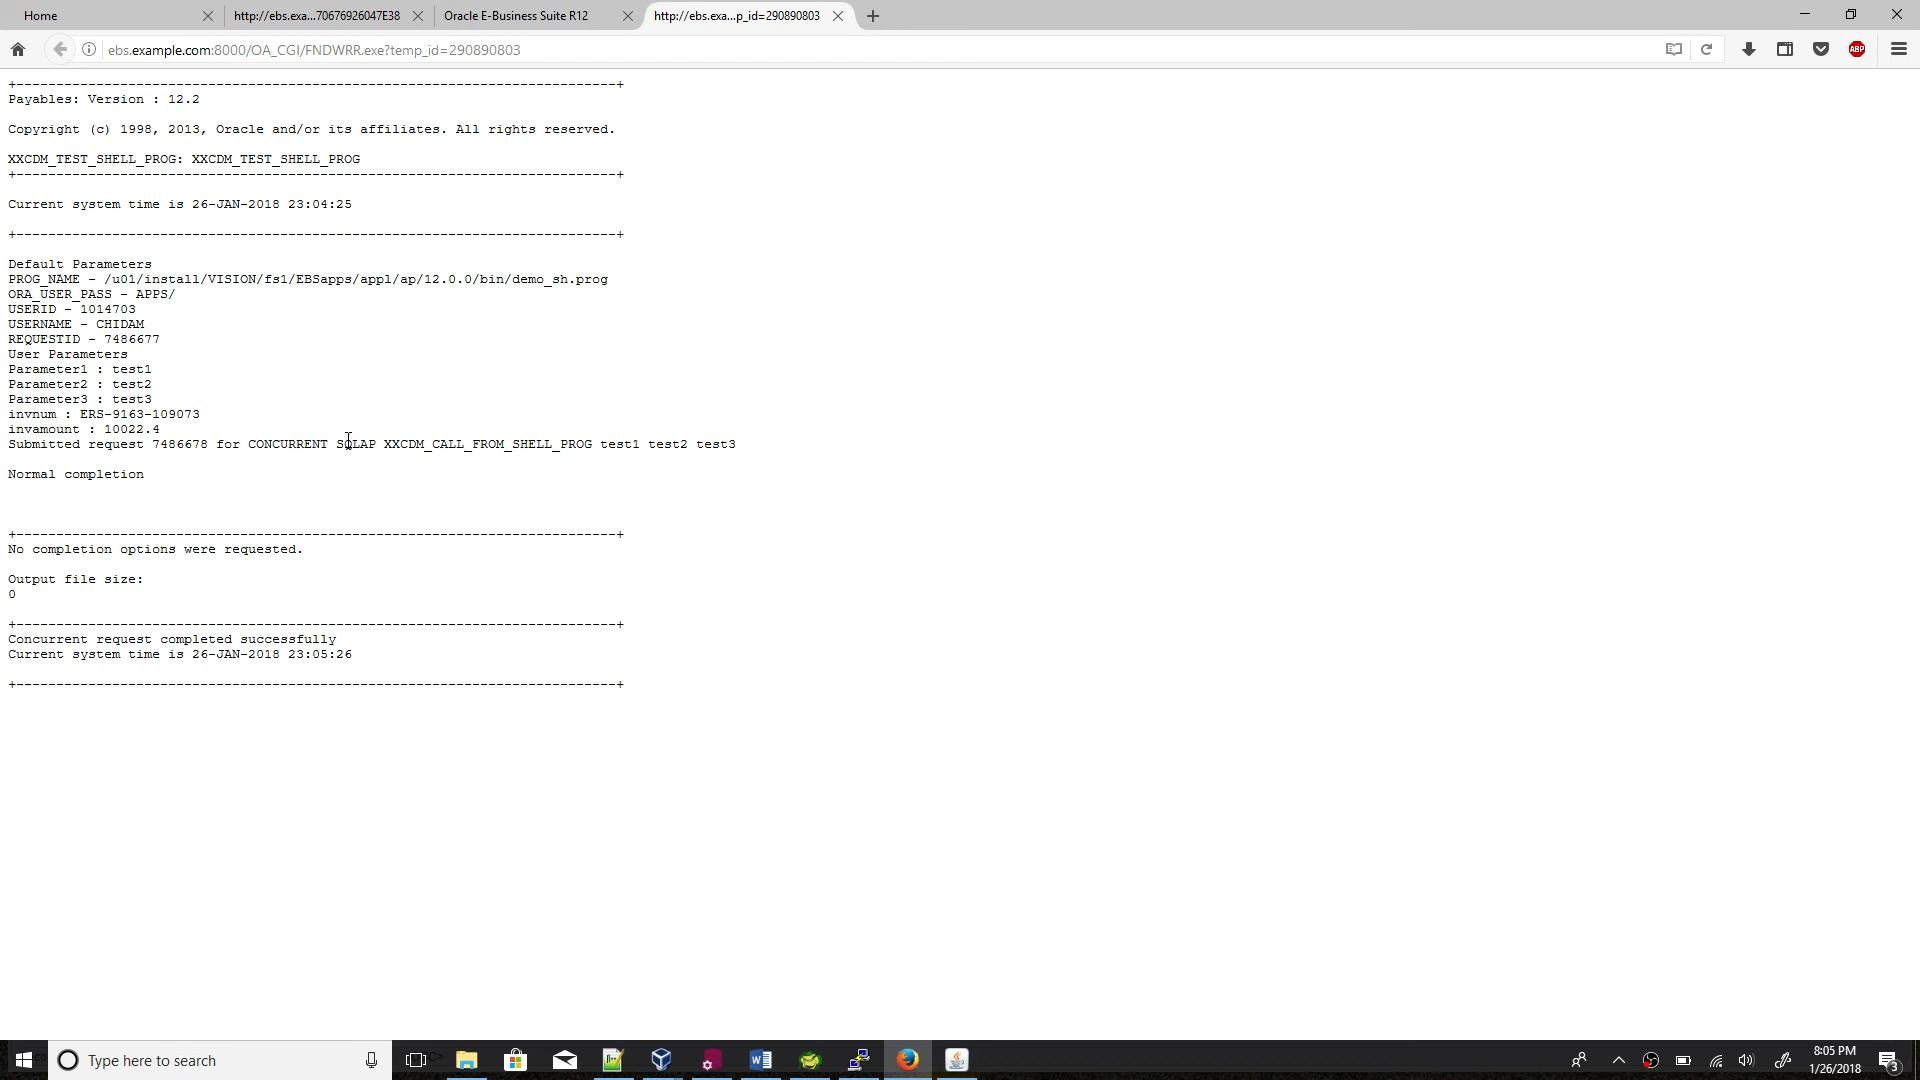 Home
http://ebs.exa...70676926047E38
Oracle E-Business Suite R12
http://ebs.exa...p_id=290890803
ebs.example.com:8000/OA_CGI/FNDWRR.exe?temp_id=290890803
ABP
+---------------------------------------------------------------------------+
Payables: Version : 12.2
Copyright (c) 1998, 2013, Oracle and/or its affiliates. All rights reserved.
XXCDM_TEST_SHELL_PROG: XXCDM_TEST_SHELL_PROG
+---------------------------------------------------------------------------+
Current system time is 26-JAN-2018 23:04:25
+---------------------------------------------------------------------------+
Default Parameters
PROG_NAME - /u01/install/VISION/fs1/EBSapps/appl/ap/12.0.0/bin/demo_sh.prog
ORA_USER_PASS - APPS/
USERID - 1014703
USERNAME - CHIDAM
REQUESTID - 7486677
User Parameters
Parameter1 : test1
Parameter2 : test2
Parameter3 : test3
invnum : ERS-9163-109073
invamount : 10022.4
Submitted request 7486678 for CONCURRENT SQLAP XXCDM_CALL_FROM_SHELL_PROG test1 test2 test3
Normal completion
+---------------------------------------------------------------------------+
No completion options were requested.
Output file size:
0
+---------------------------------------------------------------------------+
Concurrent request completed successfully
Current system time is 26-JAN-2018 23:05:26
+---------------------------------------------------------------------------+
Type here to search
8:05 PM
1/26/2018
3